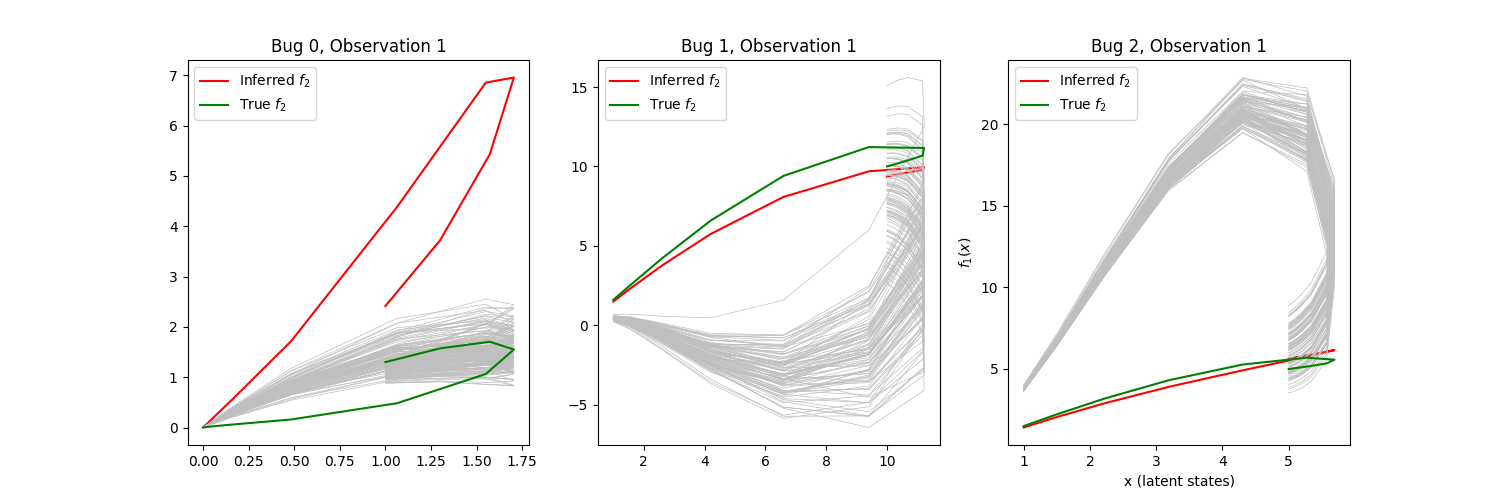 Bug 0, Observation 1
Inferred f₂
True f₂
7
6
5
4
3
2
1
0
0.00 0.25 0.50 0.75 1.00 1.25 1.50 1.75
Bug 1, Observation 1
Inferred f₂
True f₂
15
10
5
0
−5
2 4 6 8 10
Bug 2, Observation 1
Inferred f₂
True f₂
f₁(x)
20
15
10
5
1 2 3 4 5
x (latent states)